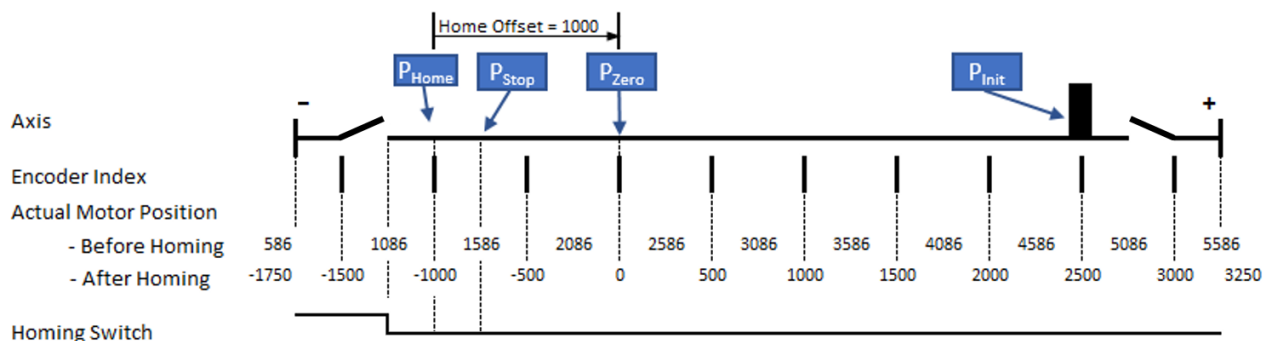 Home Offset = 1000
PHome PStop PZero PInit
− +
Axis
Encoder Index
Actual Motor Position
- Before Homing 586 1086 1586 2086 2586 3086 3586 4086 4586 5086 5586
- After Homing -1750 -1500 -1000 -500 0 500 1000 1500 2000 2500 3000 3250
Homing Switch